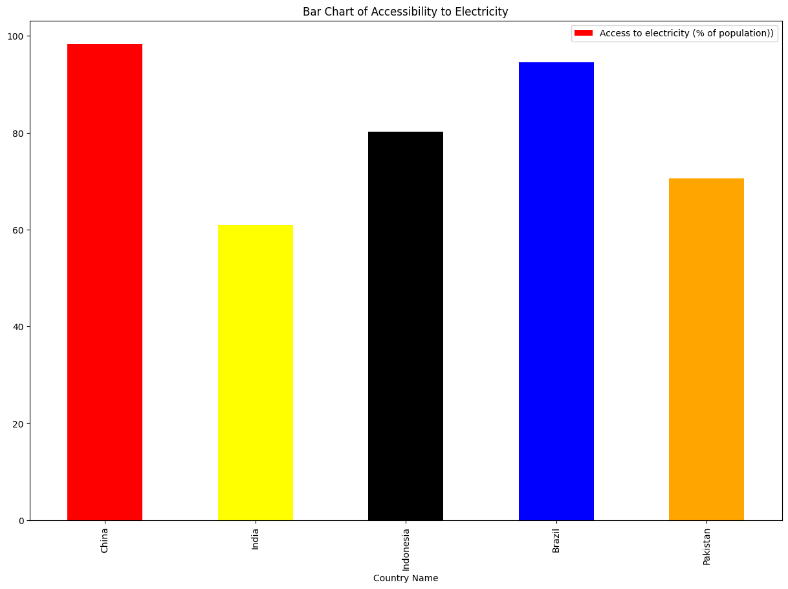 Bar Chart of Accessibility to Electricity
Access to electricity (% of population))
100
80
60
40
20
0
China
India
Indonesia
Brazil
Pakistan
Country Name